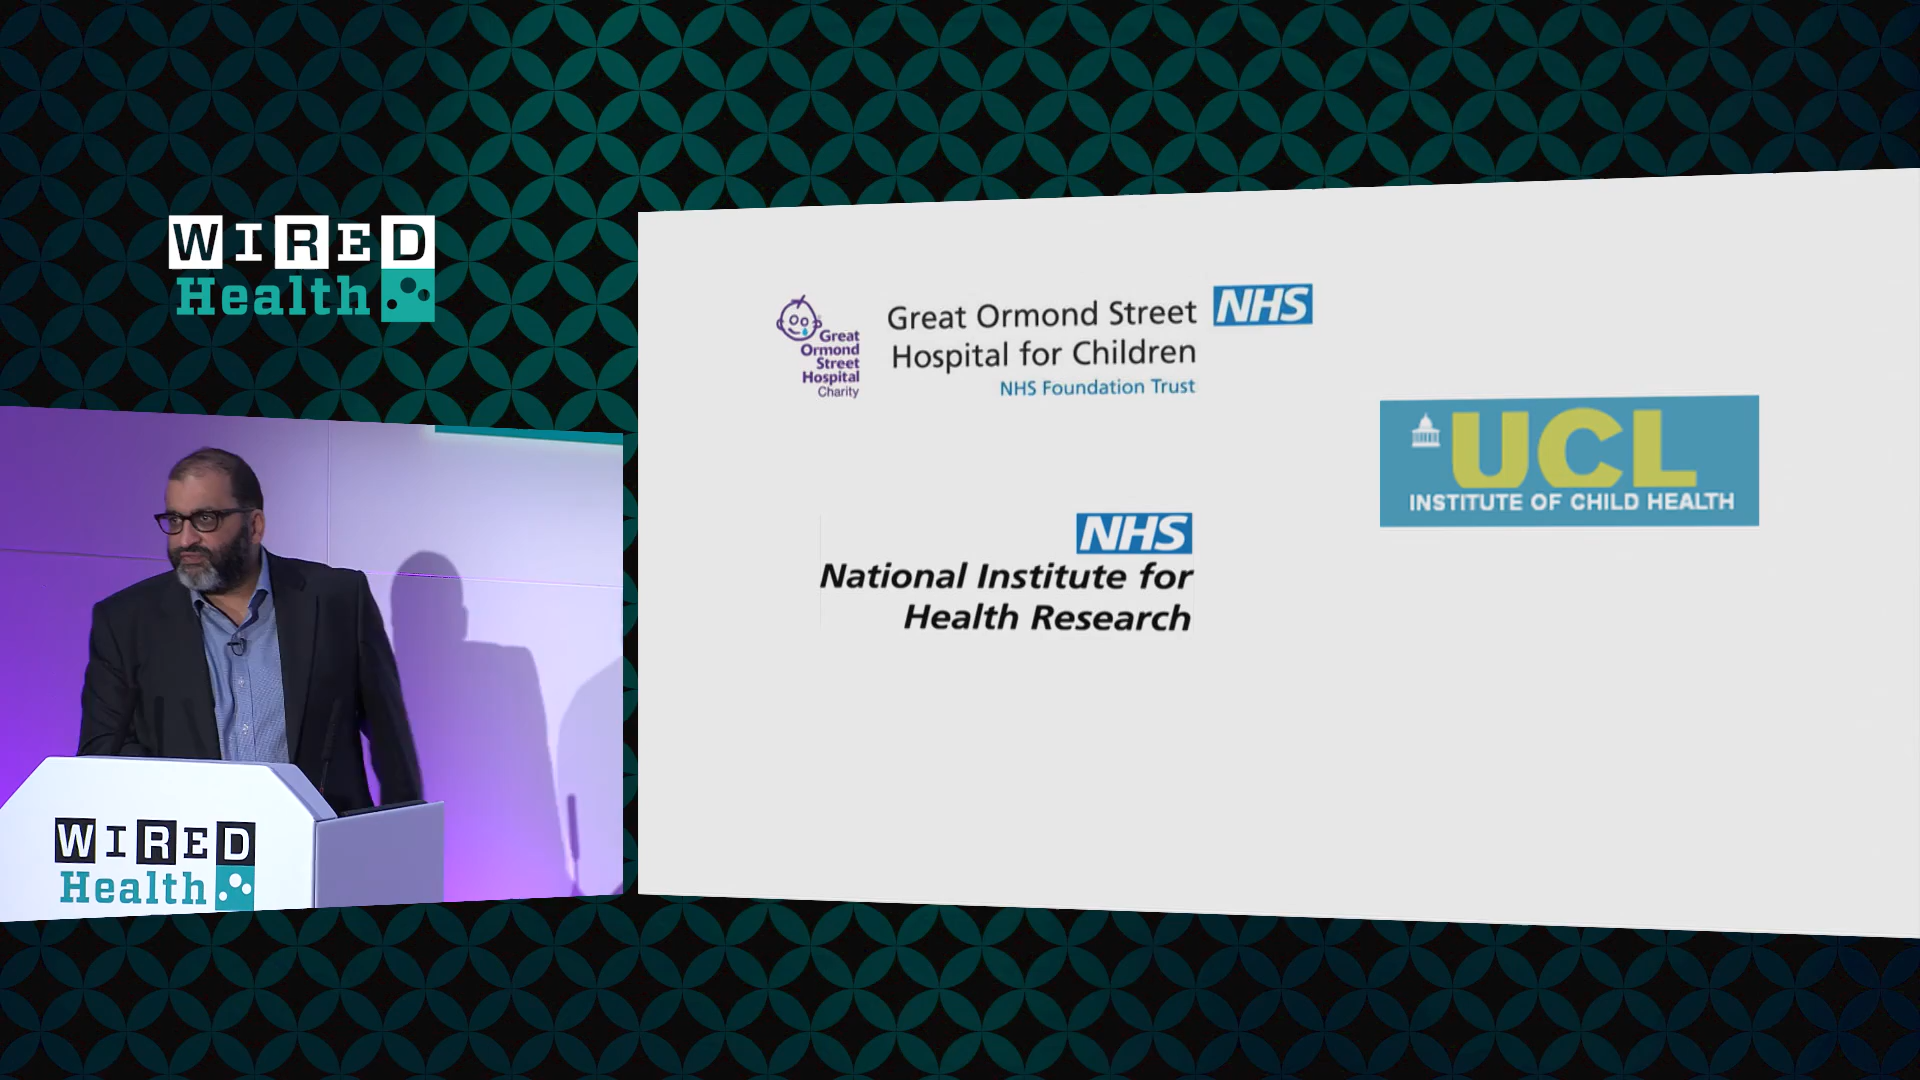 WIRED
Health
Great
Ormond
Street
Hospital
Charity
Great Ormond Street
Hospital for Children
NHS Foundation Trust
NHS
UCL
INSTITUTE OF CHILD HEALTH
NHS
National Institute for
Health Research
WIRED
Health